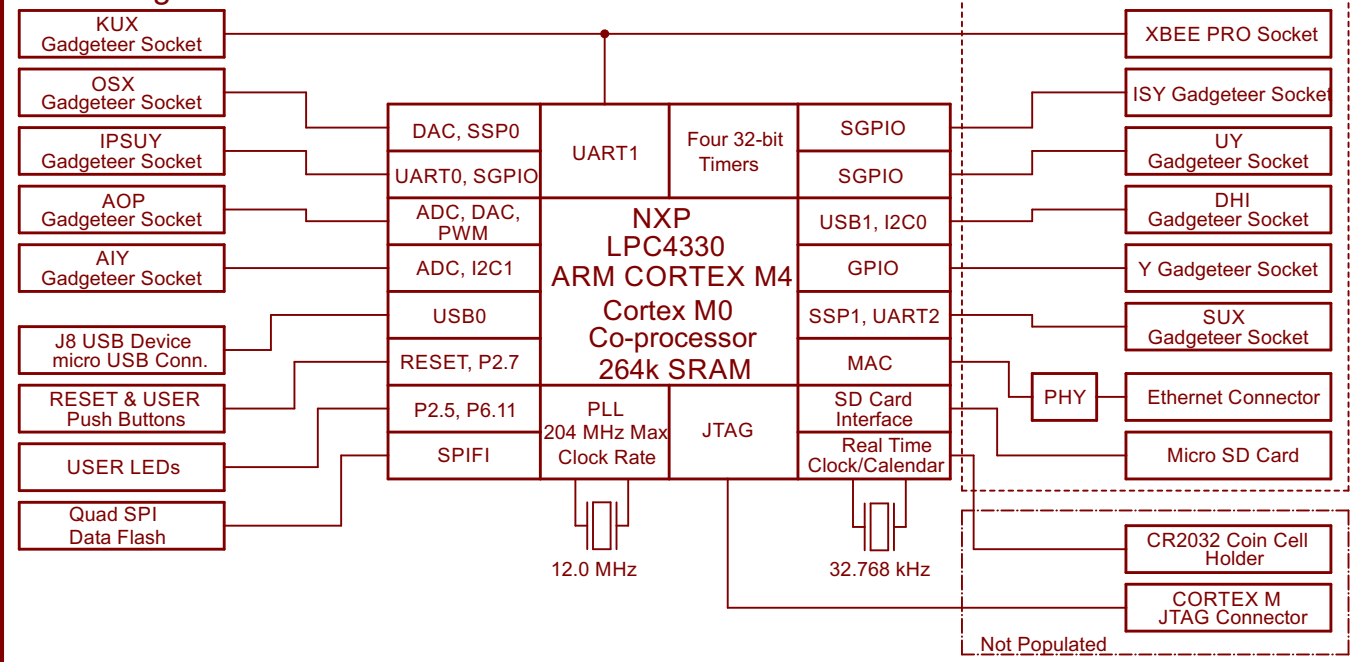 KUX
Gadgeteer Socket
OSX
Gadgeteer Socket
IPSUY
Gadgeteer Socket
AOP
Gadgeteer Socket
AIY
Gadgeteer Socket
J8 USB Device
micro USB Conn.
RESET & USER
Push Buttons
USER LEDs
Quad SPI
Data Flash
DAC, SSP0
UART0, SGPIO
ADC, DAC,
PWM
ADC, I2C1
USB0
RESET, P2.7
P2.5, P6.11
SPIFI
UART1
Four 32-bit
Timers
NXP
LPC4330
ARM CORTEX M4
Cortex M0
Co-processor
264k SRAM
PLL
204 MHz Max
Clock Rate
JTAG
SGPIO
SGPIO
USB1, I2C0
GPIO
SSP1, UART2
MAC
SD Card
Interface
Real Time
Clock/Calendar
12.0 MHz
32.768 kHz
XBEE PRO Socket
ISY Gadgeteer Socket
UY
Gadgeteer Socket
DHI
Gadgeteer Socket
Y Gadgeteer Socket
SUX
Gadgeteer Socket
PHY
Ethernet Connector
Micro SD Card
CR2032 Coin Cell
Holder
CORTEX M
JTAG Connector
Not Populated